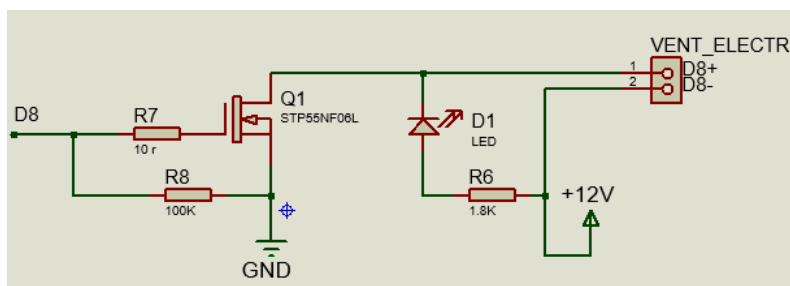 VENT_ELECTR
1
D8+
2
D8-
Q1
STP55NF06L
D8
R7
10 r
D1
LED
R8
100K
R6
1.8K
+12V
GND